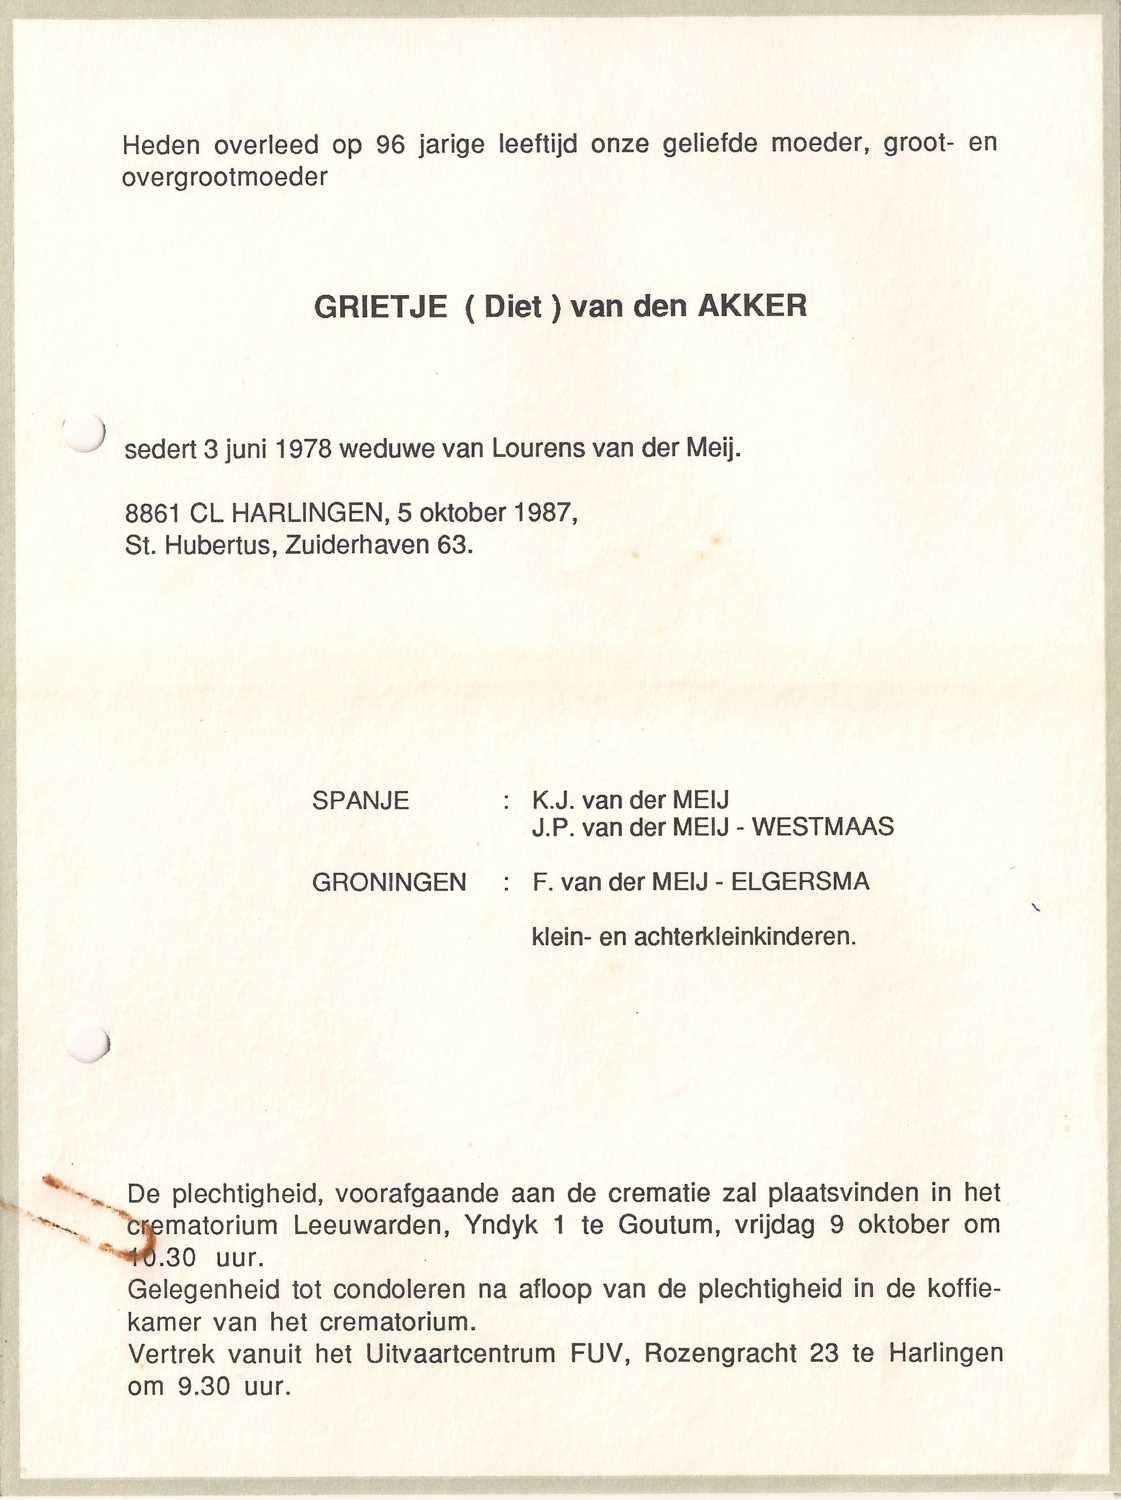 Heden overleed op 96 jarige leeftijd onze geliefde moeder, groot- en
overgrootmoeder
GRIETJE ( Diet ) van den AKKER
sedert 3 juni 1978 weduwe van Lourens van der Meij.
8861 CL HARLINGEN, 5 oktober 1987,
St. Hubertus, Zuiderhaven 63.
SPANJE : K.J. van der MEIJ
J.P. van der MEIJ - WESTMAAS
GRONINGEN : F. van der MEIJ - ELGERSMA
klein- en achterkleinkinderen.
De plechtigheid, voorafgaande aan de crematie zal plaatsvinden in het
crematorium Leeuwarden, Yndyk 1 te Goutum, vrijdag 9 oktober om
10.30 uur.
Gelegenheid tot condoleren na afloop van de plechtigheid in de koffie-
kamer van het crematorium.
Vertrek vanuit het Uitvaartcentrum FUV, Rozengracht 23 te Harlingen
om 9.30 uur.